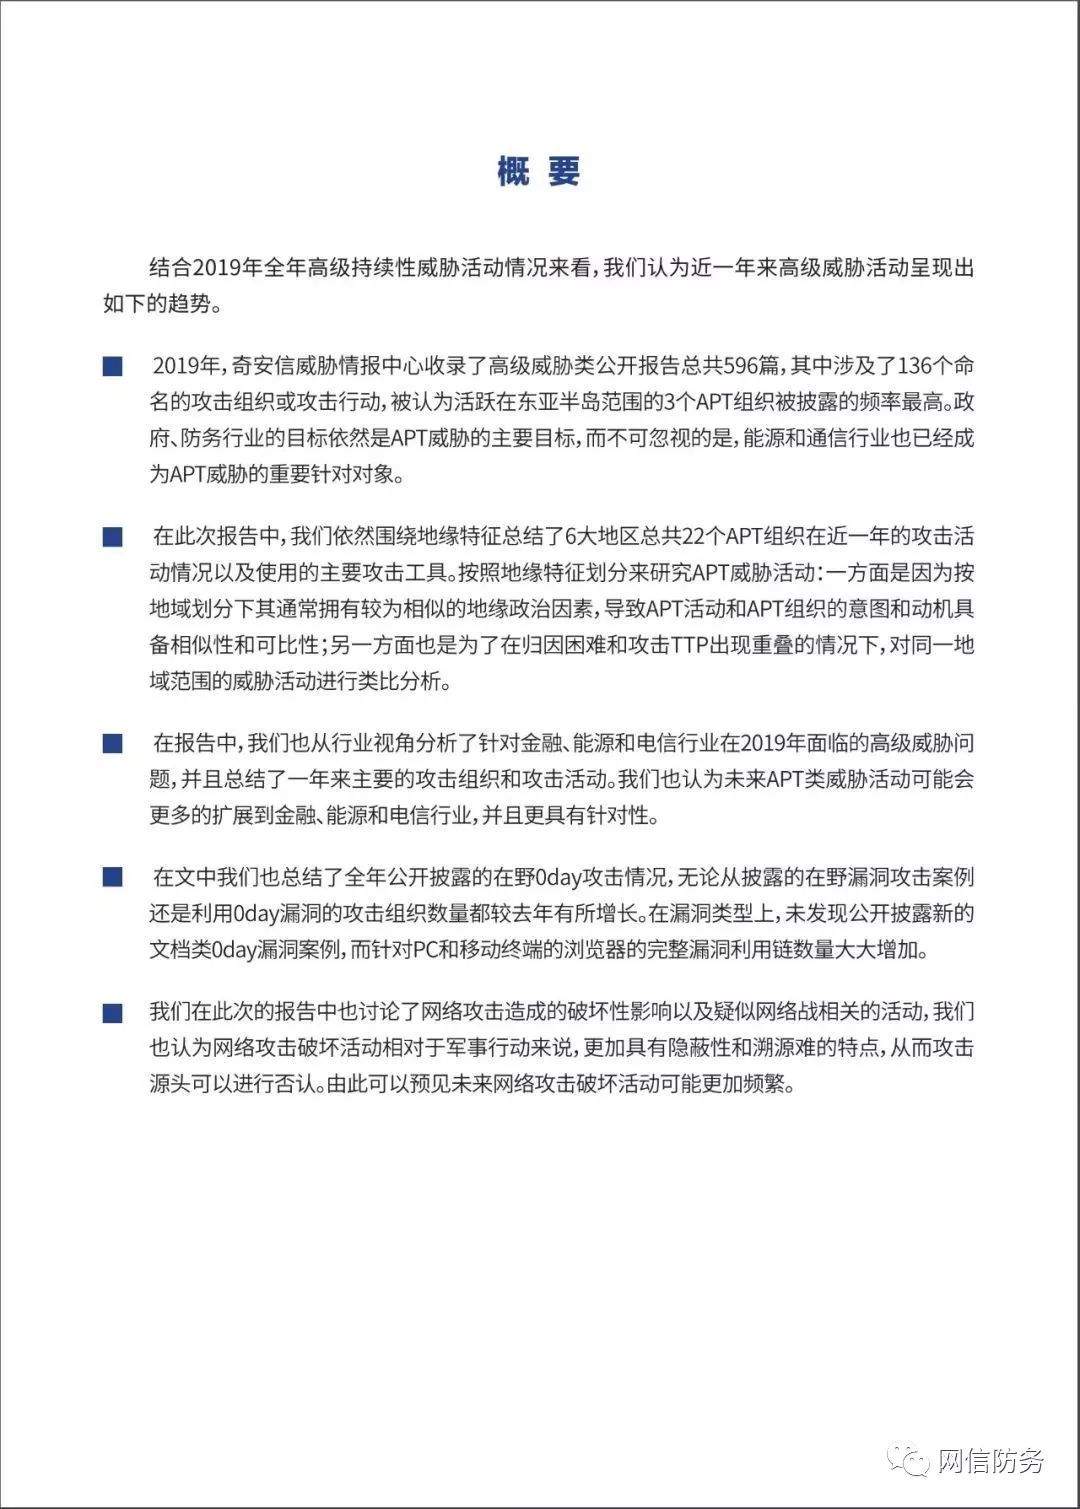 概 要
结合2019年全年高级持续性威胁活动情况来看，我们认为近一年来高级威胁活动呈现出
如下的趋势。
2019年，奇安信威胁情报中心收录了高级威胁类公开报告总共596篇，其中涉及了136个命
名的攻击组织或攻击行动，被认为活跃在东亚半岛范围的3个APT组织被披露的频率最高。政
府、防务行业的目标依然是APT威胁的主要目标，而不可忽视的是，能源和通信行业也已经成
为APT威胁的重要针对对象。
在此次报告中，我们依然围绕地缘特征总结了6大地区总共22个APT组织在近一年的攻击活
动情况以及使用的主要攻击工具。按照地缘特征划分来研究APT威胁活动：一方面是因为按
地域划分下其通常拥有较为相似的地缘政治因素，导致APT活动和APT组织的意图和动机具
备相似性和可比性；另一方面也是为了在归因困难和攻击TTP出现重叠的情况下，对同一地
域范围的威胁活动进行类比分析。
在报告中，我们也从行业视角分析了针对金融、能源和电信行业在2019年面临的高级威胁问
题，并且总结了一年来主要的攻击组织和攻击活动。我们也认为未来APT类威胁活动可能会
更多的扩展到金融、能源和电信行业，并且更具有针对性。
在文中我们也总结了全年公开披露的在野0day攻击情况，无论从披露的在野漏洞攻击案例
还是利用0day漏洞的攻击组织数量都较去年有所增长。在漏洞类型上，未发现公开披露新的
文档类0day漏洞案例，而针对PC和移动终端的浏览器的完整漏洞利用链数量大大增加。
我们在此次的报告中也讨论了网络攻击造成的破坏性影响以及疑似网络战相关的活动，我们
也认为网络攻击破坏活动相对于军事行动来说，更加具有隐蔽性和溯源难的特点，从而攻击
源头可以进行否认。由此可以预见未来网络攻击破坏活动可能更加频繁。
网信防务